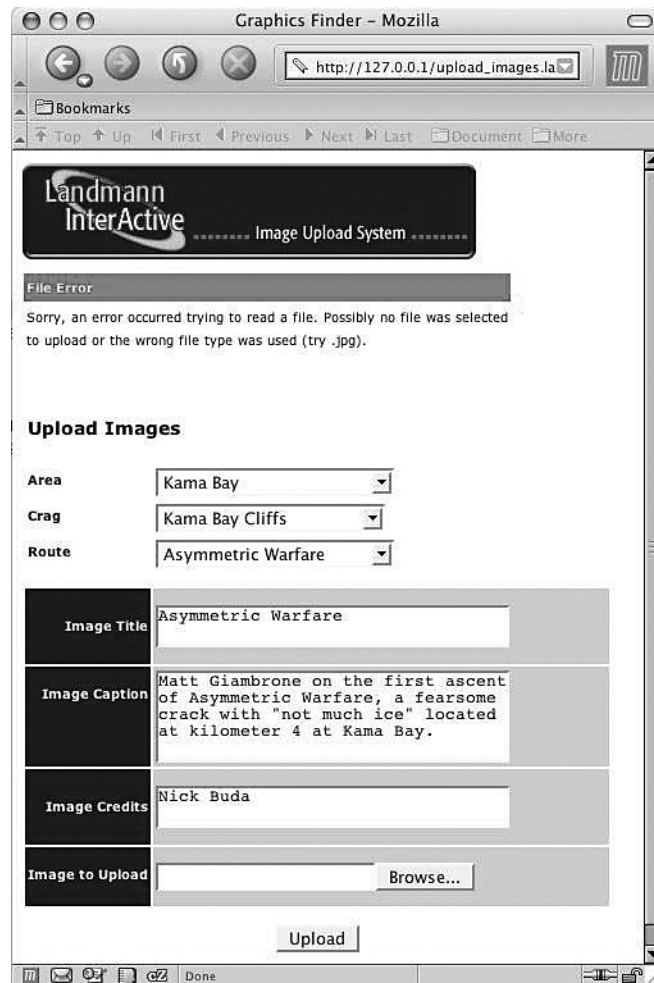 Graphics Finder – Mozilla
http://127.0.0.1/upload_images.la
Bookmarks
Top Up First Previous Next Last Document More
Landmann
InterActive
Image Upload System
File Error
Sorry, an error occurred trying to read a file. Possibly no file was selected
to upload or the wrong file type was used (try .jpg).
Upload Images
Area Kama Bay
Crag Kama Bay Cliffs
Route Asymmetric Warfare
Image Title Asymmetric Warfare
Image Caption Matt Giambrone on the first ascent
of Asymmetric Warfare, a fearsome
crack with "not much ice" located
at kilometer 4 at Kama Bay.
Image Credits Nick Buda
Image to Upload Browse...
Upload
Done